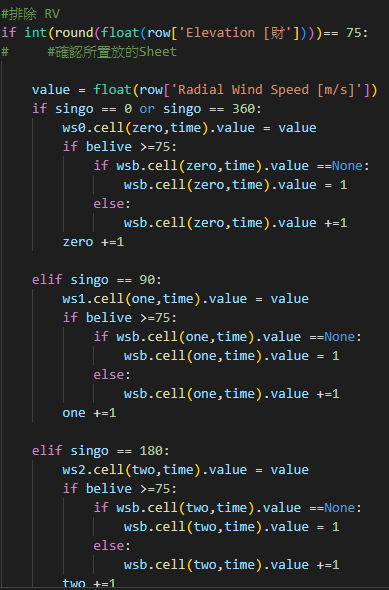 #排除 RV
if int(round(float(row['Elevation [財']))))== 75:
#    #確認所置放的Sheet
    value = float(row['Radial Wind Speed [m/s]'])
    if singo == 0 or singo == 360:
        ws0.cell(zero,time).value = value
        if belive >=75:
            if wsb.cell(zero,time).value ==None:
                wsb.cell(zero,time).value = 1
            else:
                wsb.cell(zero,time).value +=1
        zero +=1
    elif singo == 90:
        ws1.cell(one,time).value = value
        if belive >=75:
            if wsb.cell(one,time).value ==None:
                wsb.cell(one,time).value = 1
            else:
                wsb.cell(one,time).value +=1
        one +=1
    elif singo == 180:
        ws2.cell(two,time).value = value
        if belive >=75:
            if wsb.cell(two,time).value ==None:
                wsb.cell(two,time).value = 1
            else:
                wsb.cell(two,time).value +=1
        two +=1